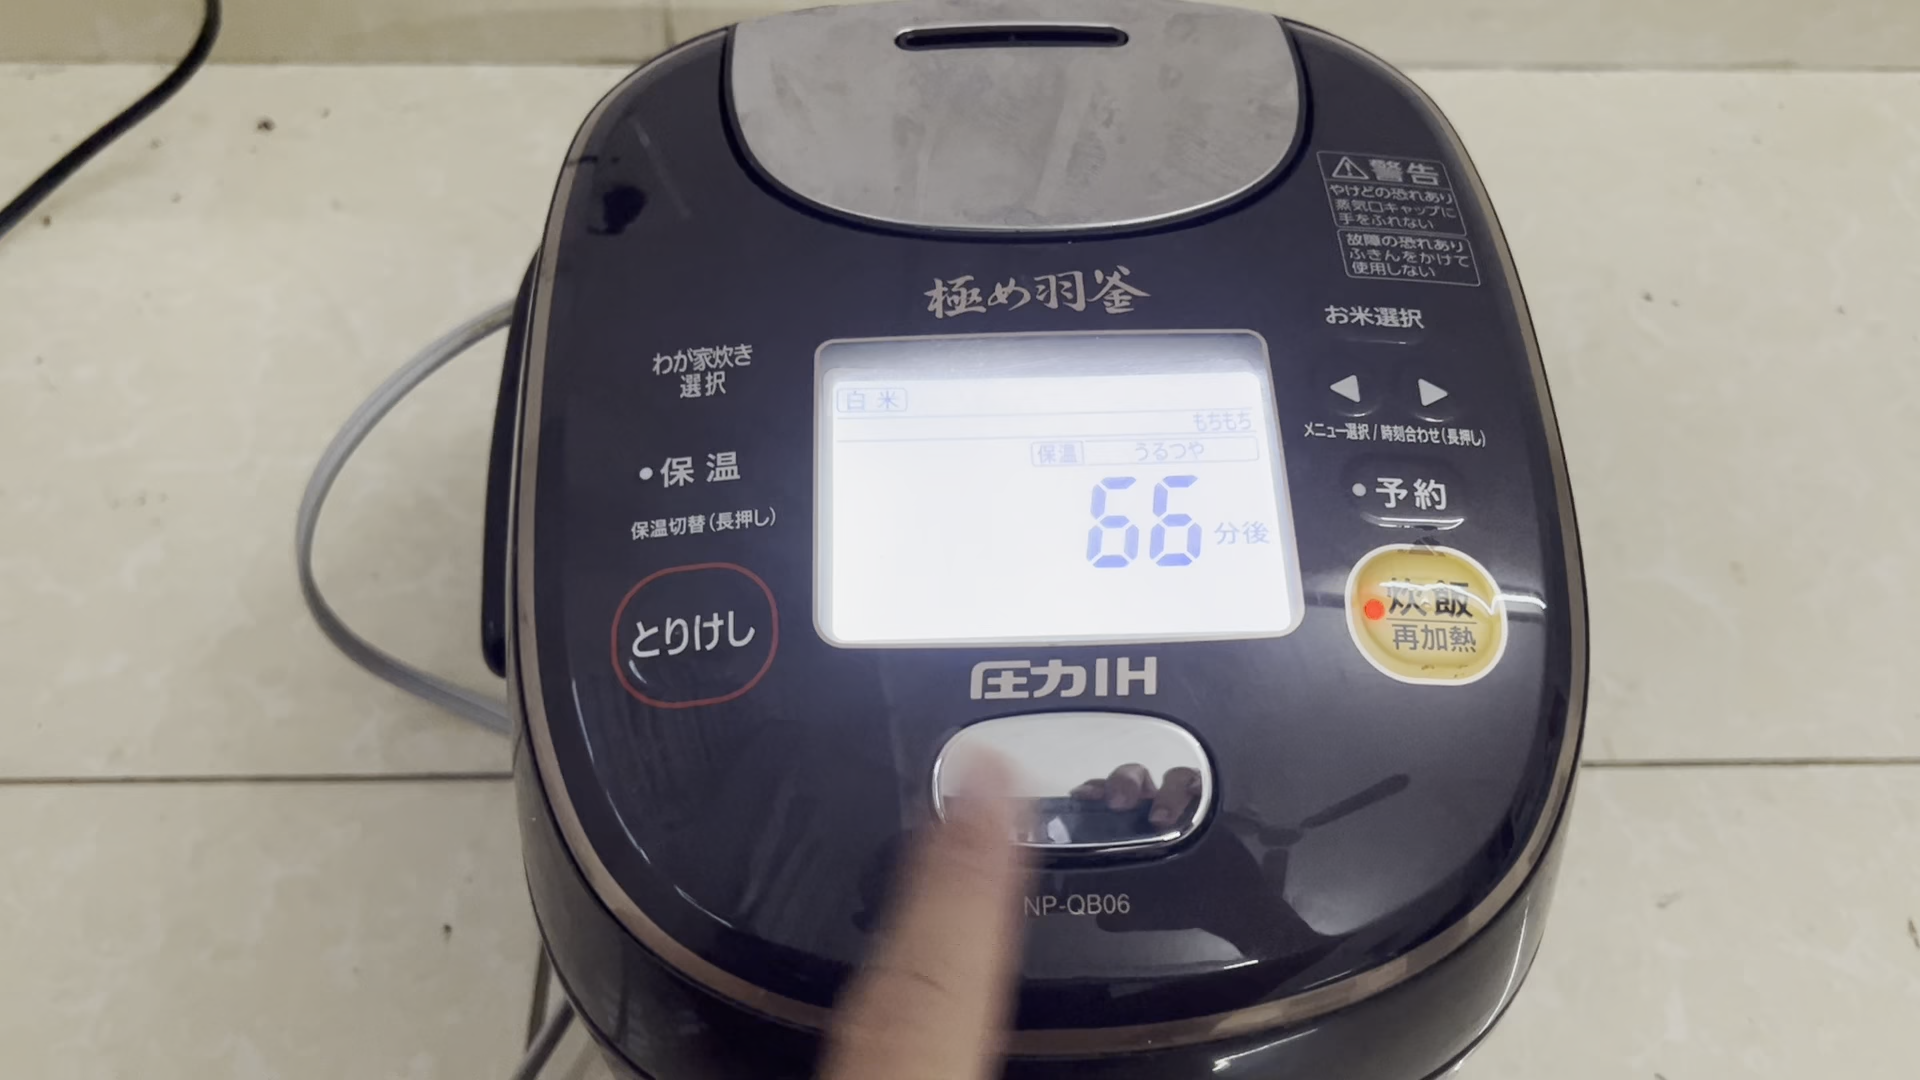 警告
やけどの恐れあり
蒸気口キャップに
手をふれない
故障の恐れあり
ふきんをかけて
使用しない
極め羽釜
お米選択
わが家炊き
選択
白米
もちもち
保温 うるつや
66分後
メニュー選択/時刻合わせ(長押し)
保温
予約
保温切替(長押し)
とりけし
炊飯
再加熱
圧力IH
NP-QB06